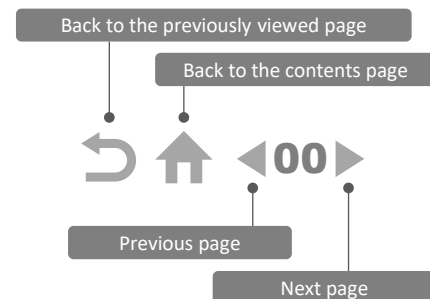 Back to the previously viewed page
Back to the contents page
00
Previous page
Next page